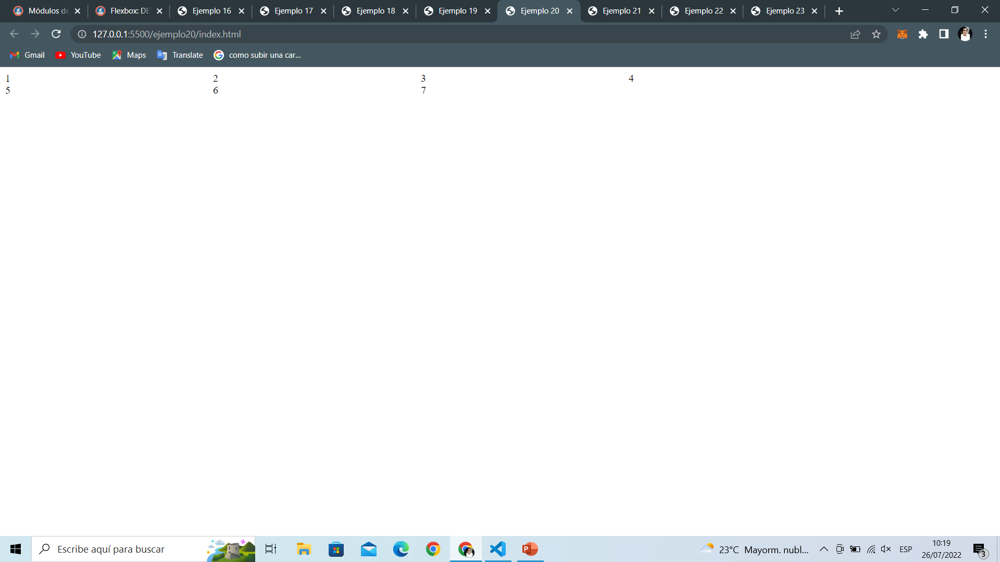 Módulos de
Flexbox: DE
Ejemplo 16
Ejemplo 17
Ejemplo 18
Ejemplo 19
Ejemplo 20
Ejemplo 21
Ejemplo 22
Ejemplo 23
127.0.0.1:5500/ejemplo20/index.html
Gmail
YouTube
Maps
Translate
como subir una car...
1 2 3 4
5 6 7
Escribe aquí para buscar
23°C Mayorm. nubl...
ESP
10:19
26/07/2022
3